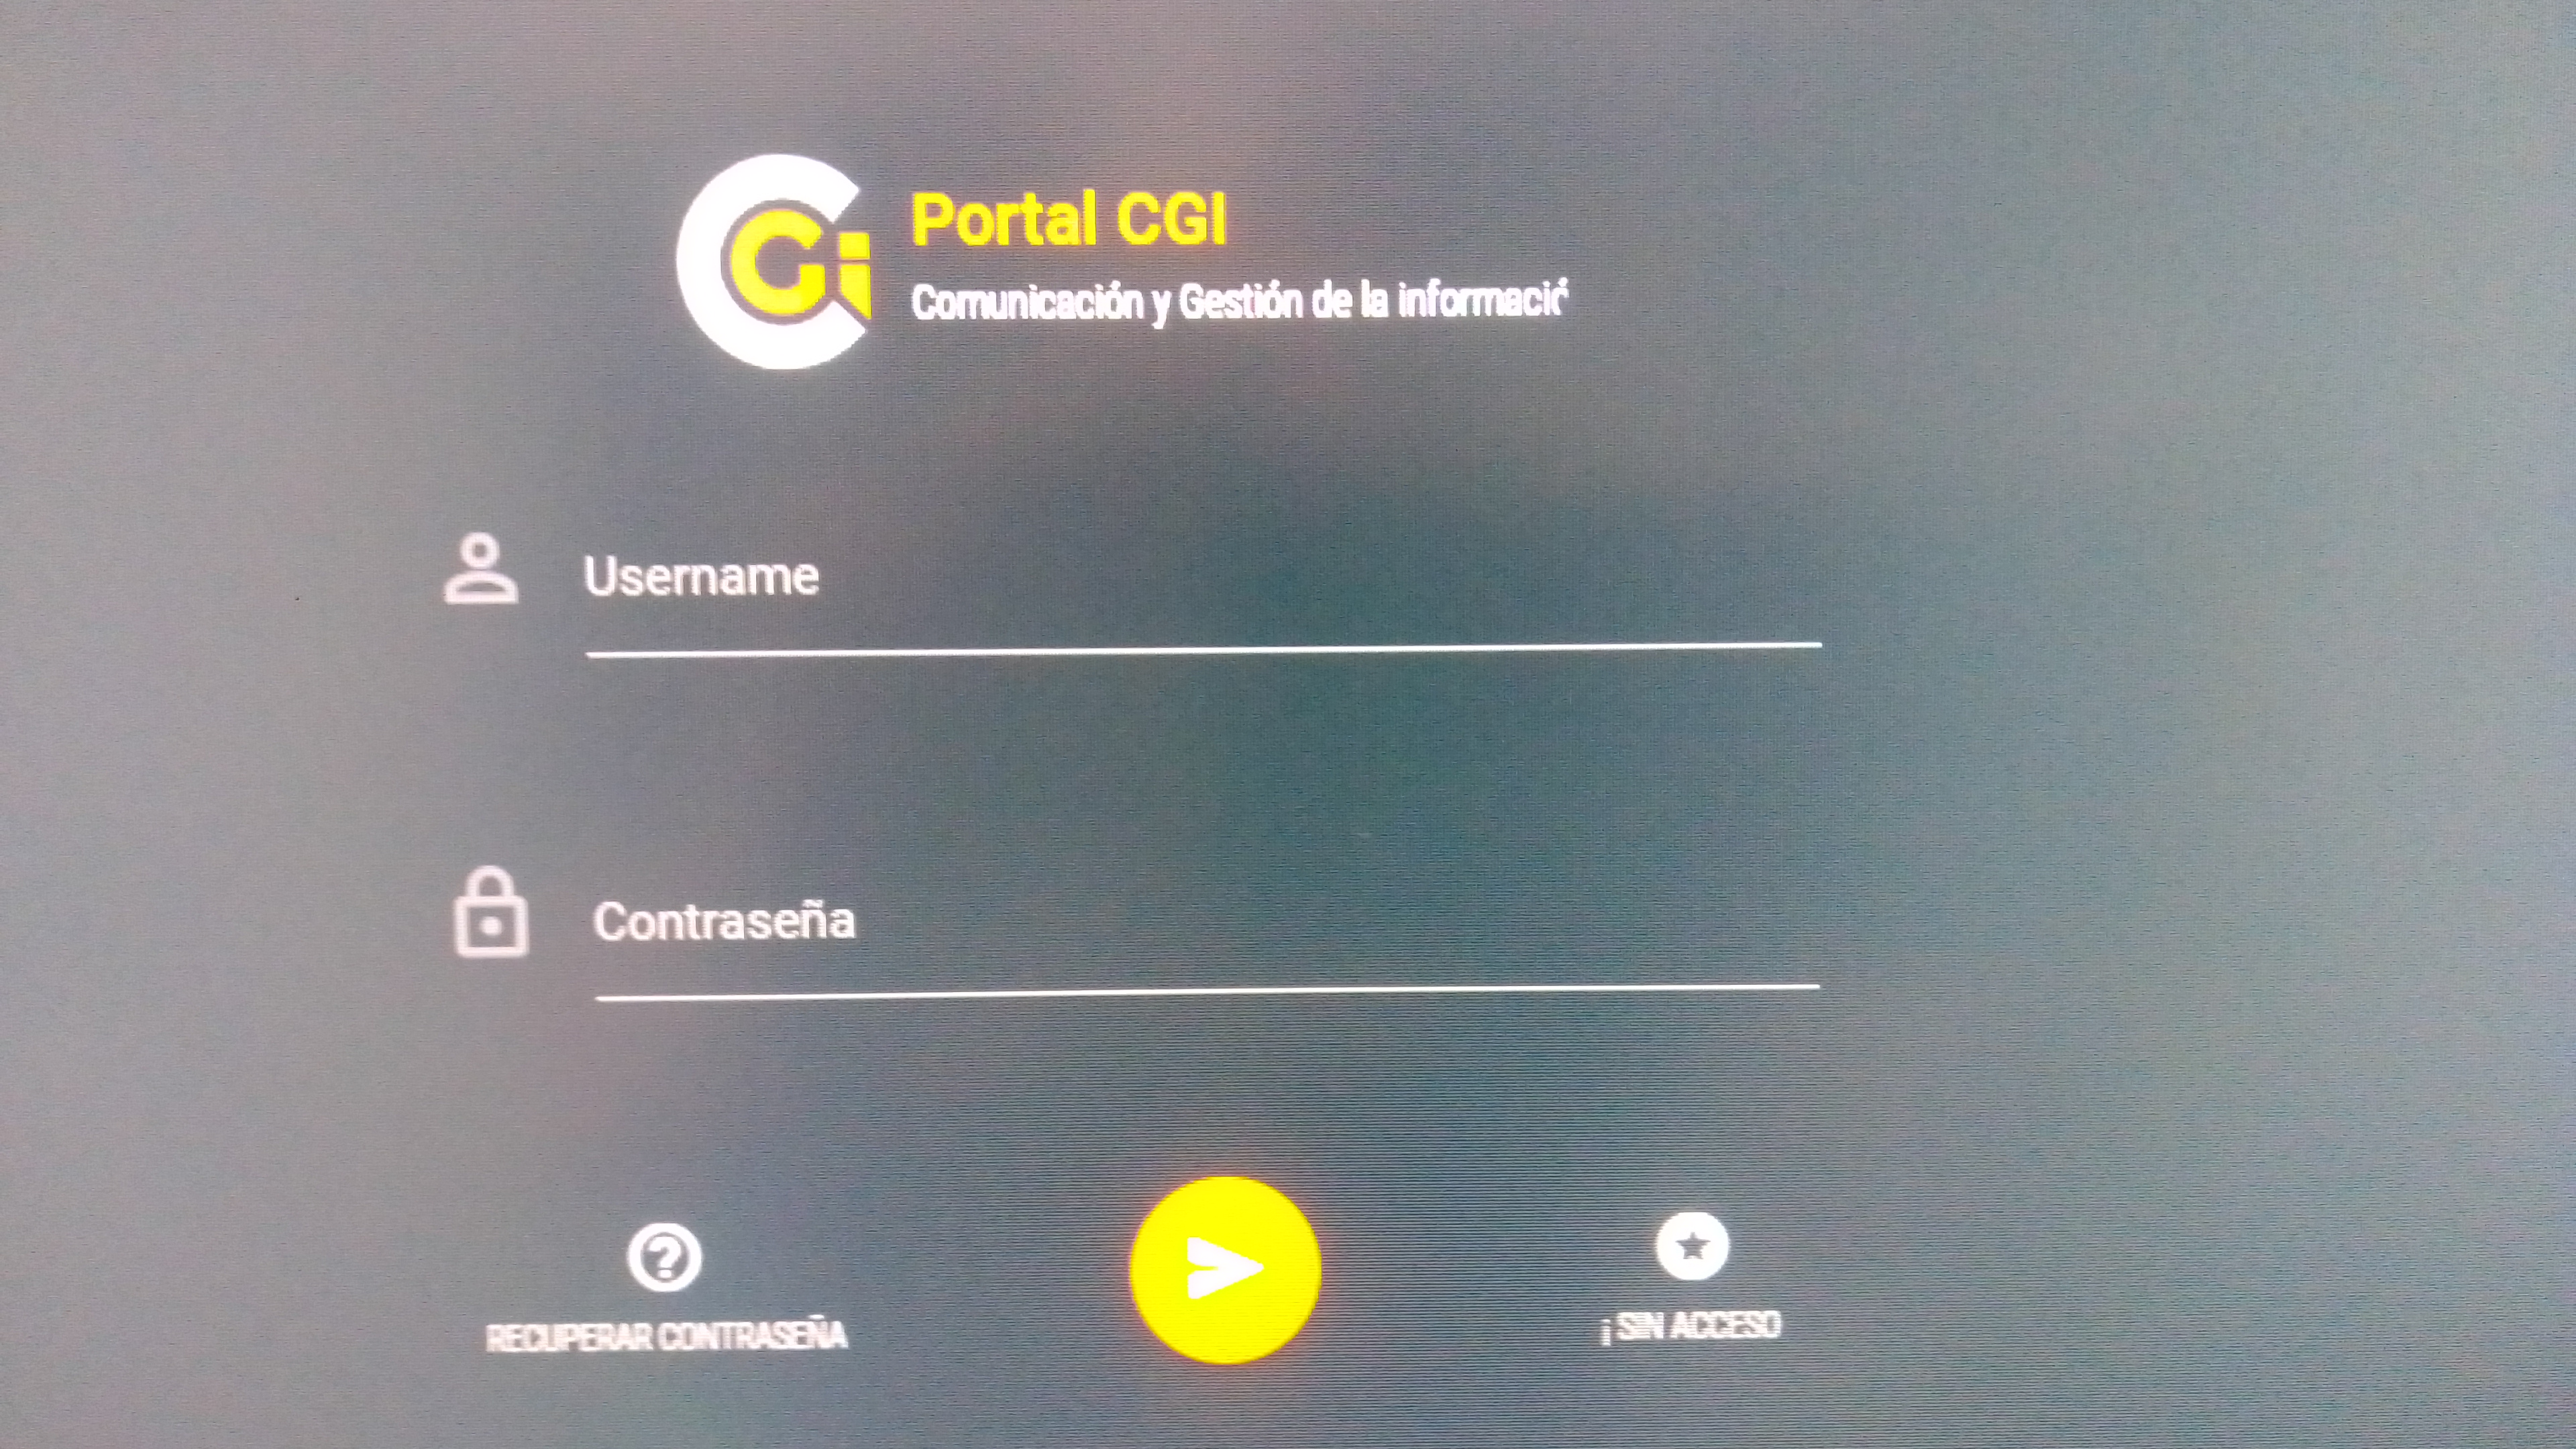 CGi
Portal CGI
Comunicación y Gestión de la informació
Username
Contraseña
RECUPERAR CONTRASEÑA
¡ SIN ACCESO